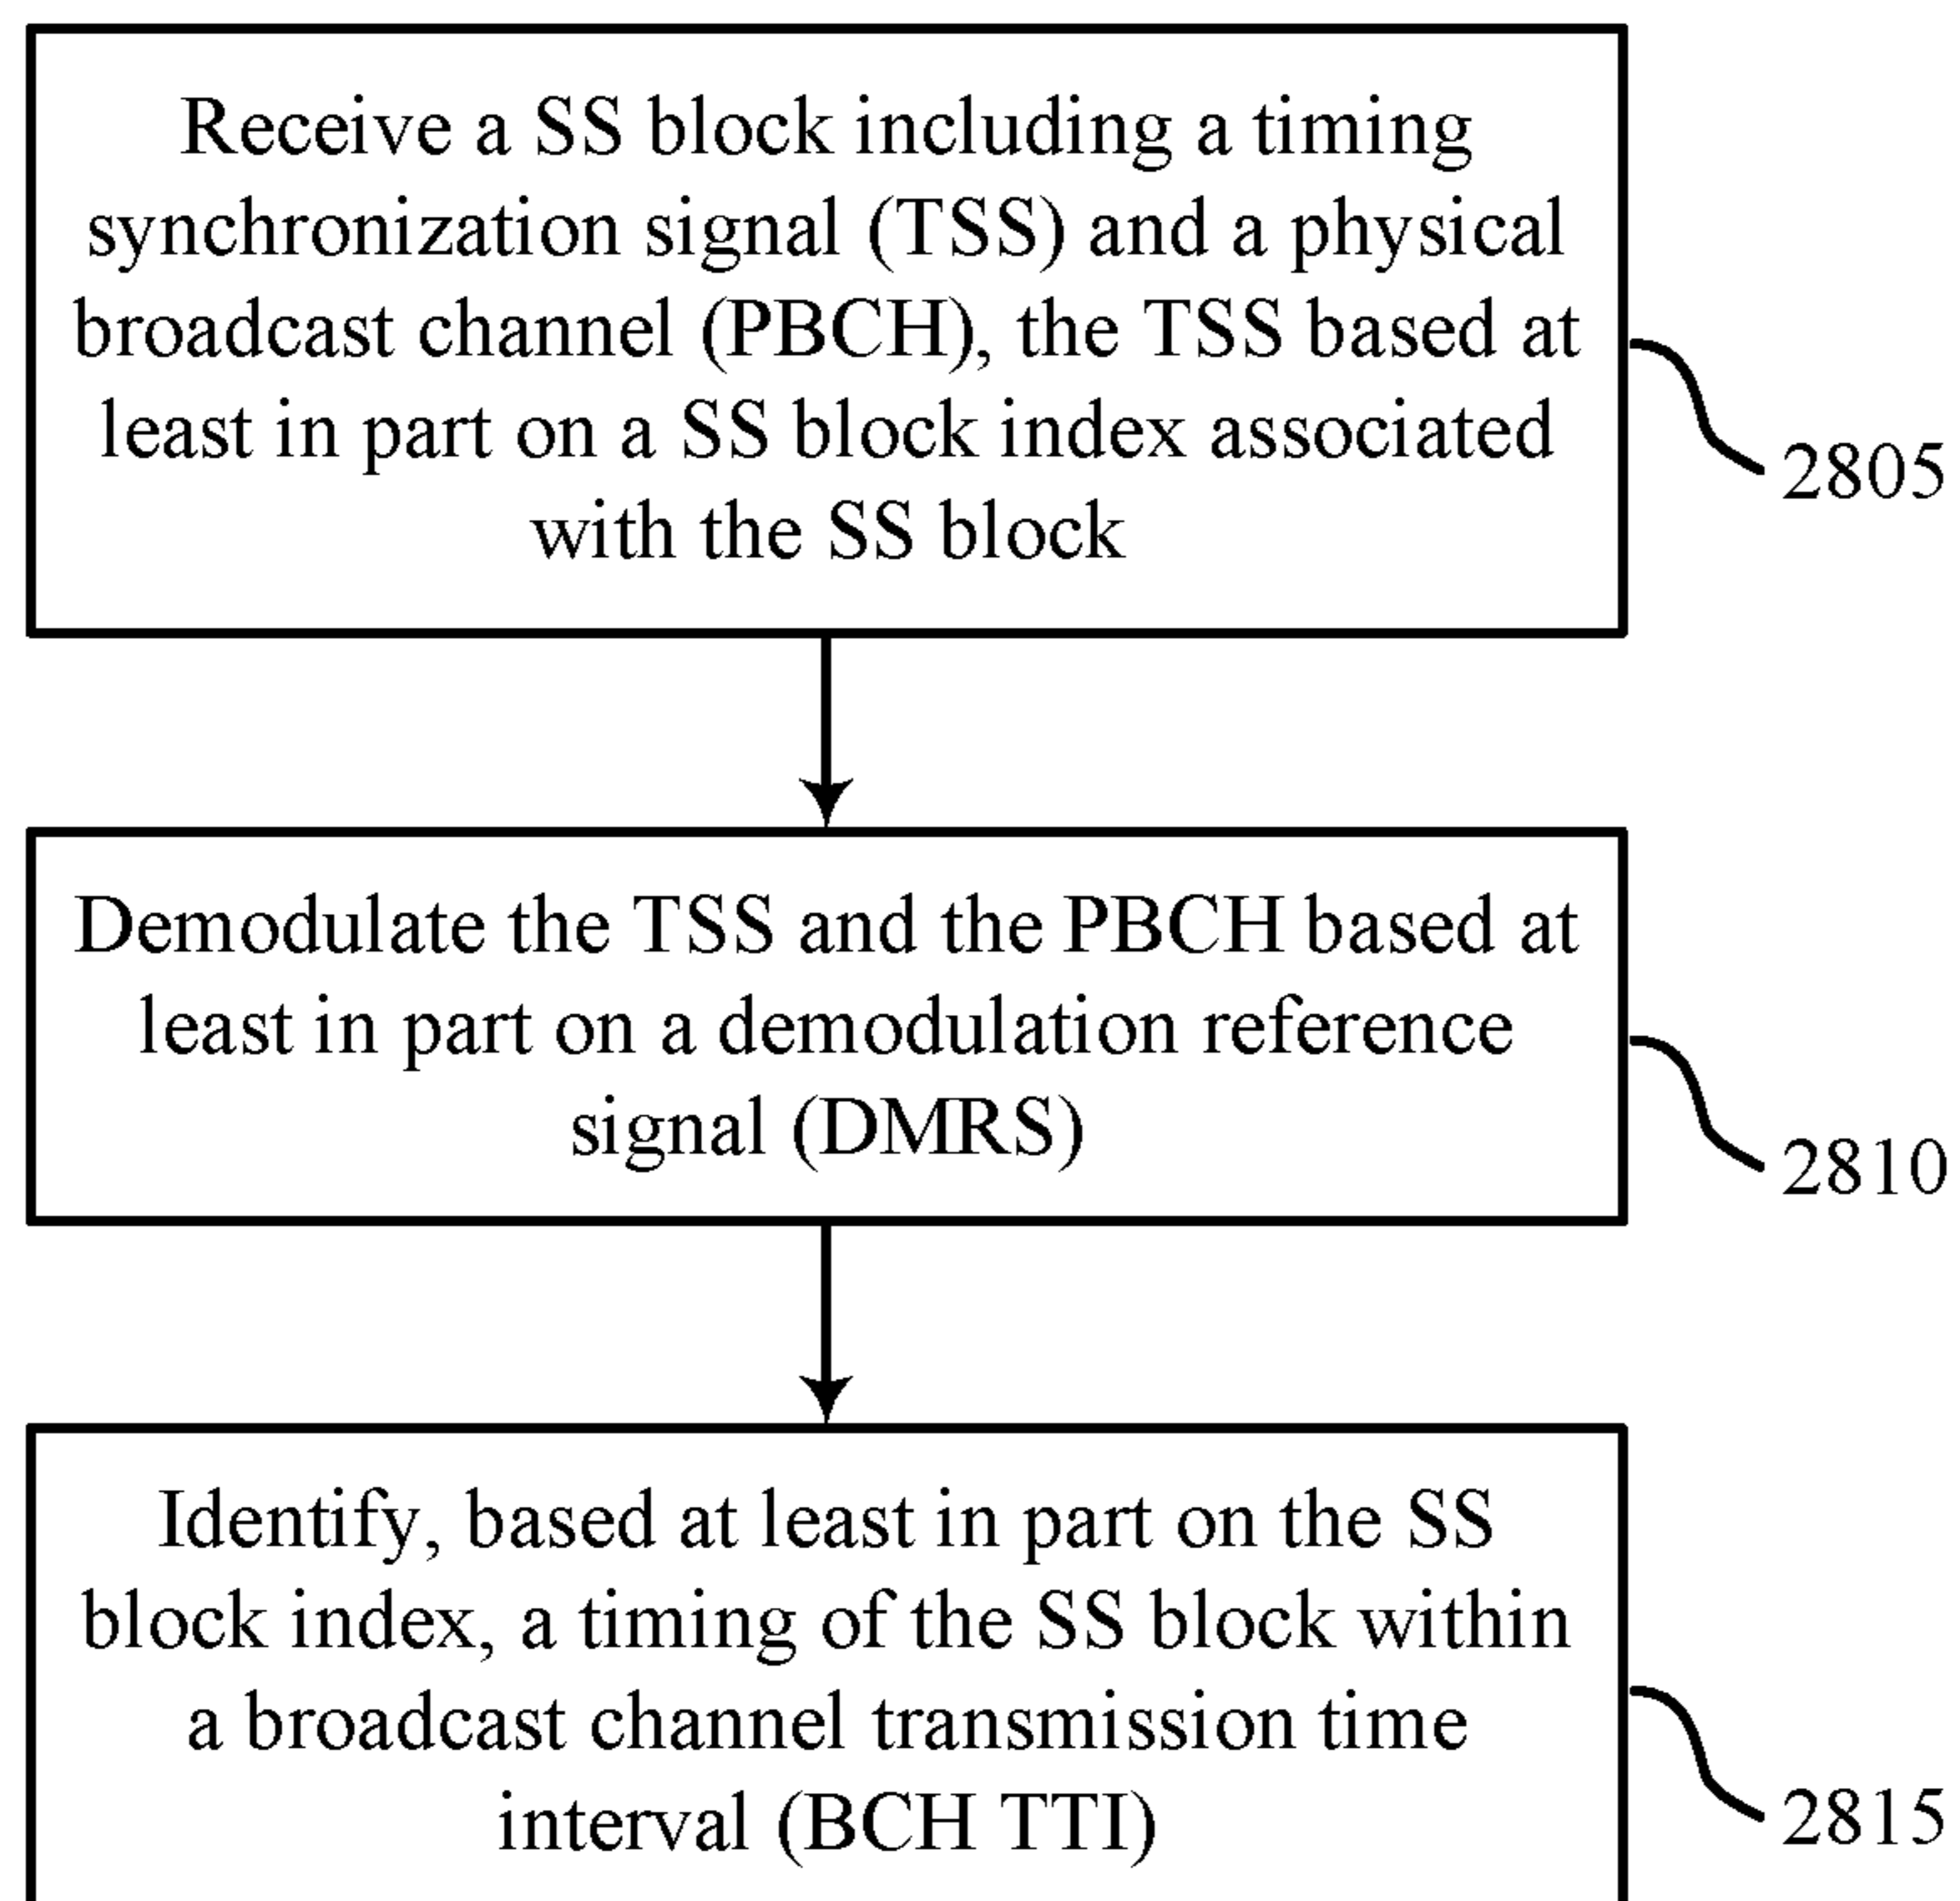 Receive a SS block including a timing
synchronization signal (TSS) and a physical
broadcast channel (PBCH), the TSS based at
least in part on a SS block index associated
with the SS block
2805
Demodulate the TSS and the PBCH based at
least in part on a demodulation reference
signal (DMRS)
2810
Identify, based at least in part on the SS
block index, a timing of the SS block within
a broadcast channel transmission time
interval (BCH TTI)
2815